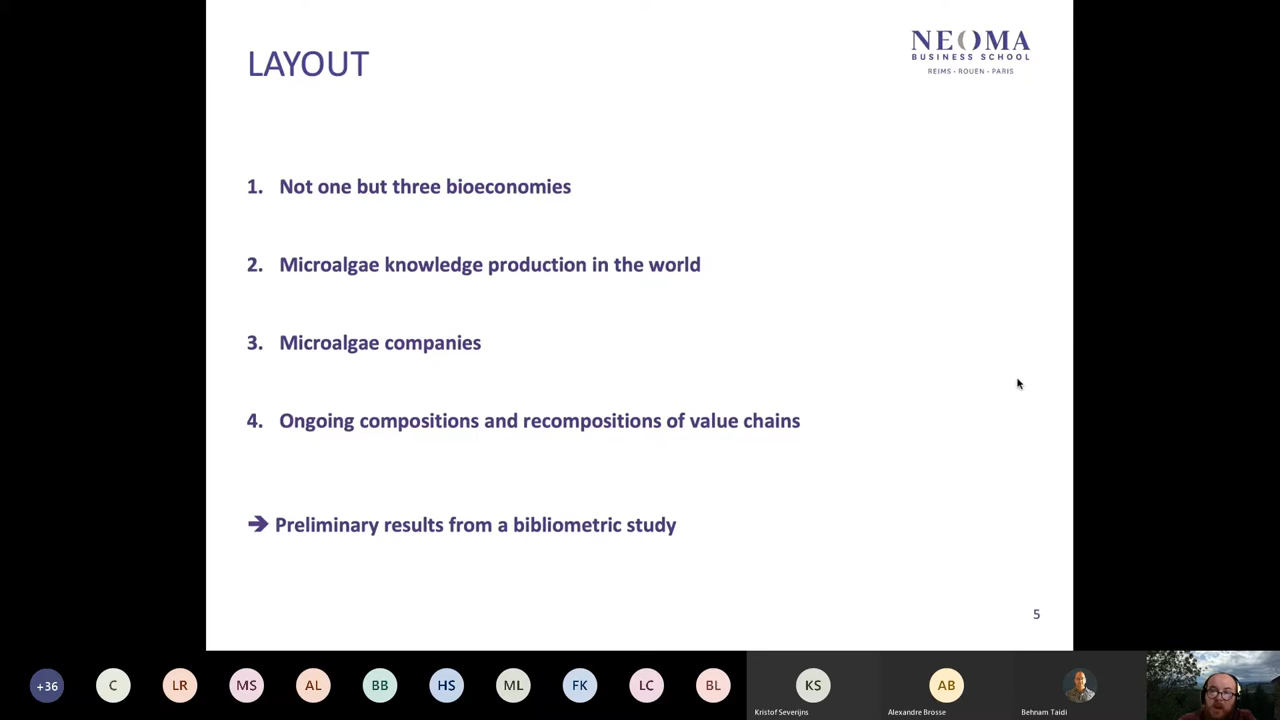 LAYOUT
NEOMA
BUSINESS SCHOOL
REIMS - ROUEN - PARIS
1. Not one but three bioeconomies
2. Microalgae knowledge production in the world
3. Microalgae companies
4. Ongoing compositions and recompositions of value chains
➔ Preliminary results from a bibliometric study
5
+36
C
LR
MS
AL
BB
HS
ML
FK
LC
BL
KS
AB
Kristof Severijns
Alexandre Brosse
Behnam Taidi